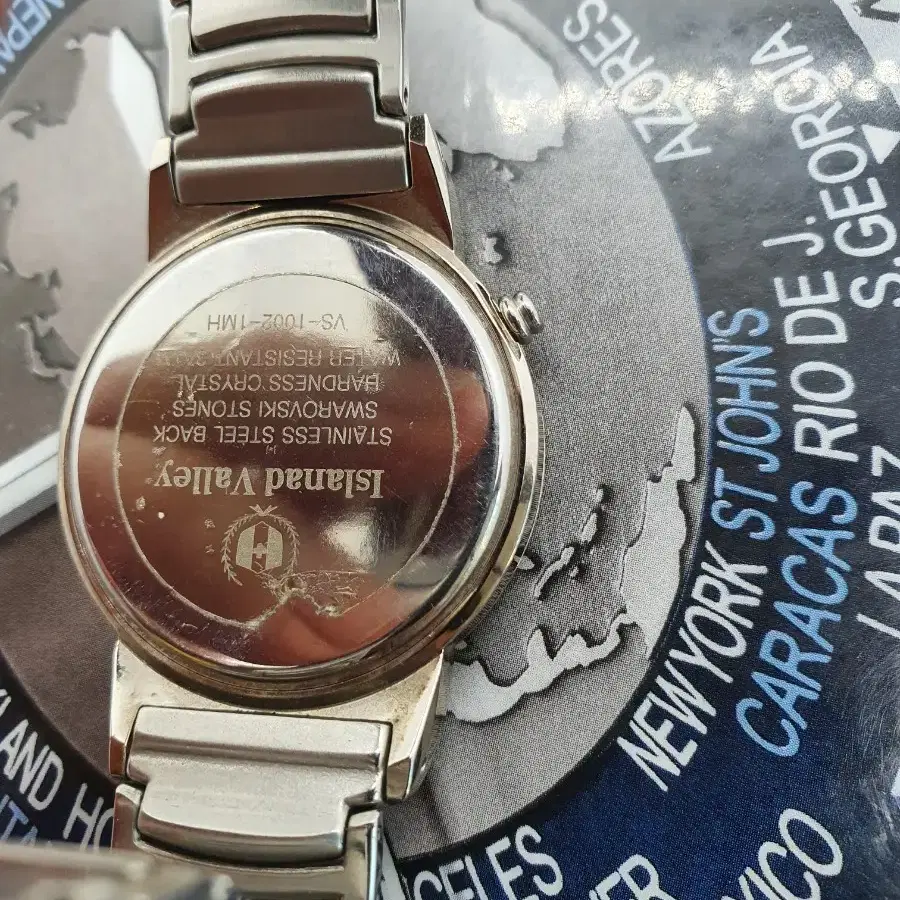 Islanad Valley
STAINLESS STEEL BACK
SWAROVSKI STONES
HARDNESS CRYSTAL
WATER RESISTANT
VS-1002-1MH
AZORES
S.GEORGIA
RIO DE J.
ST JOHN'S
CARACAS
NEW YORK
LA PAZ